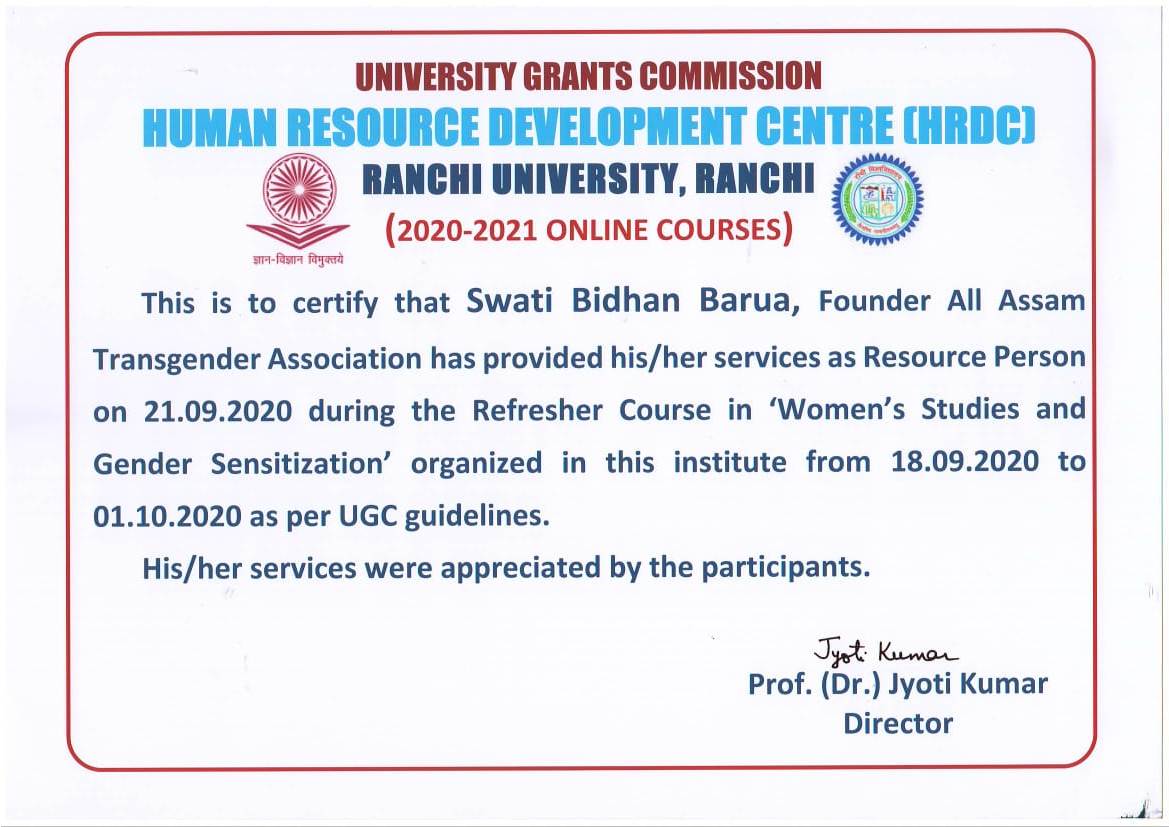 UNIVERSITY GRANTS COMMISSION
HUMAN RESOURCE DEVELOPMENT CENTRE (HRDC)
RANCHI UNIVERSITY, RANCHI
(2020-2021 ONLINE COURSES)
ज्ञान-विज्ञान विमुक्तये
This is to certify that Swati Bidhan Barua, Founder All Assam
Transgender Association has provided his/her services as Resource Person
on 21.09.2020 during the Refresher Course in ‘Women’s Studies and
Gender Sensitization’ organized in this institute from 18.09.2020 to
01.10.2020 as per UGC guidelines.
His/her services were appreciated by the participants.
Jyoti Kumar
Prof. (Dr.) Jyoti Kumar
Director